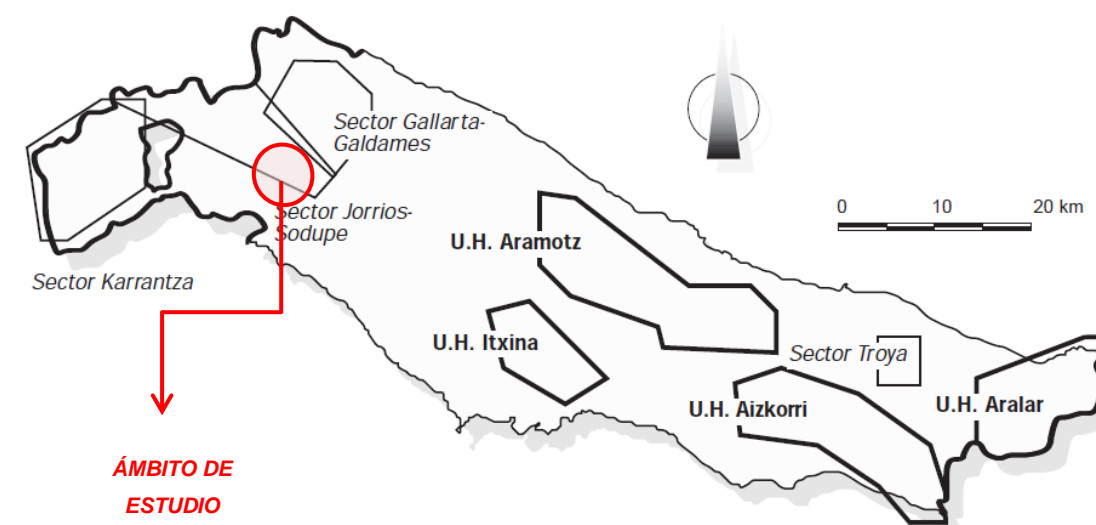 Sector Gallarta-
Galdames
Sector Jorrios-
Sodupe
Sector Karrantza
0 10 20 km
U.H. Aramotz
U.H. Itxina
Sector Troya
U.H. Aizkorri
U.H. Aralar
ÁMBITO DE
ESTUDIO